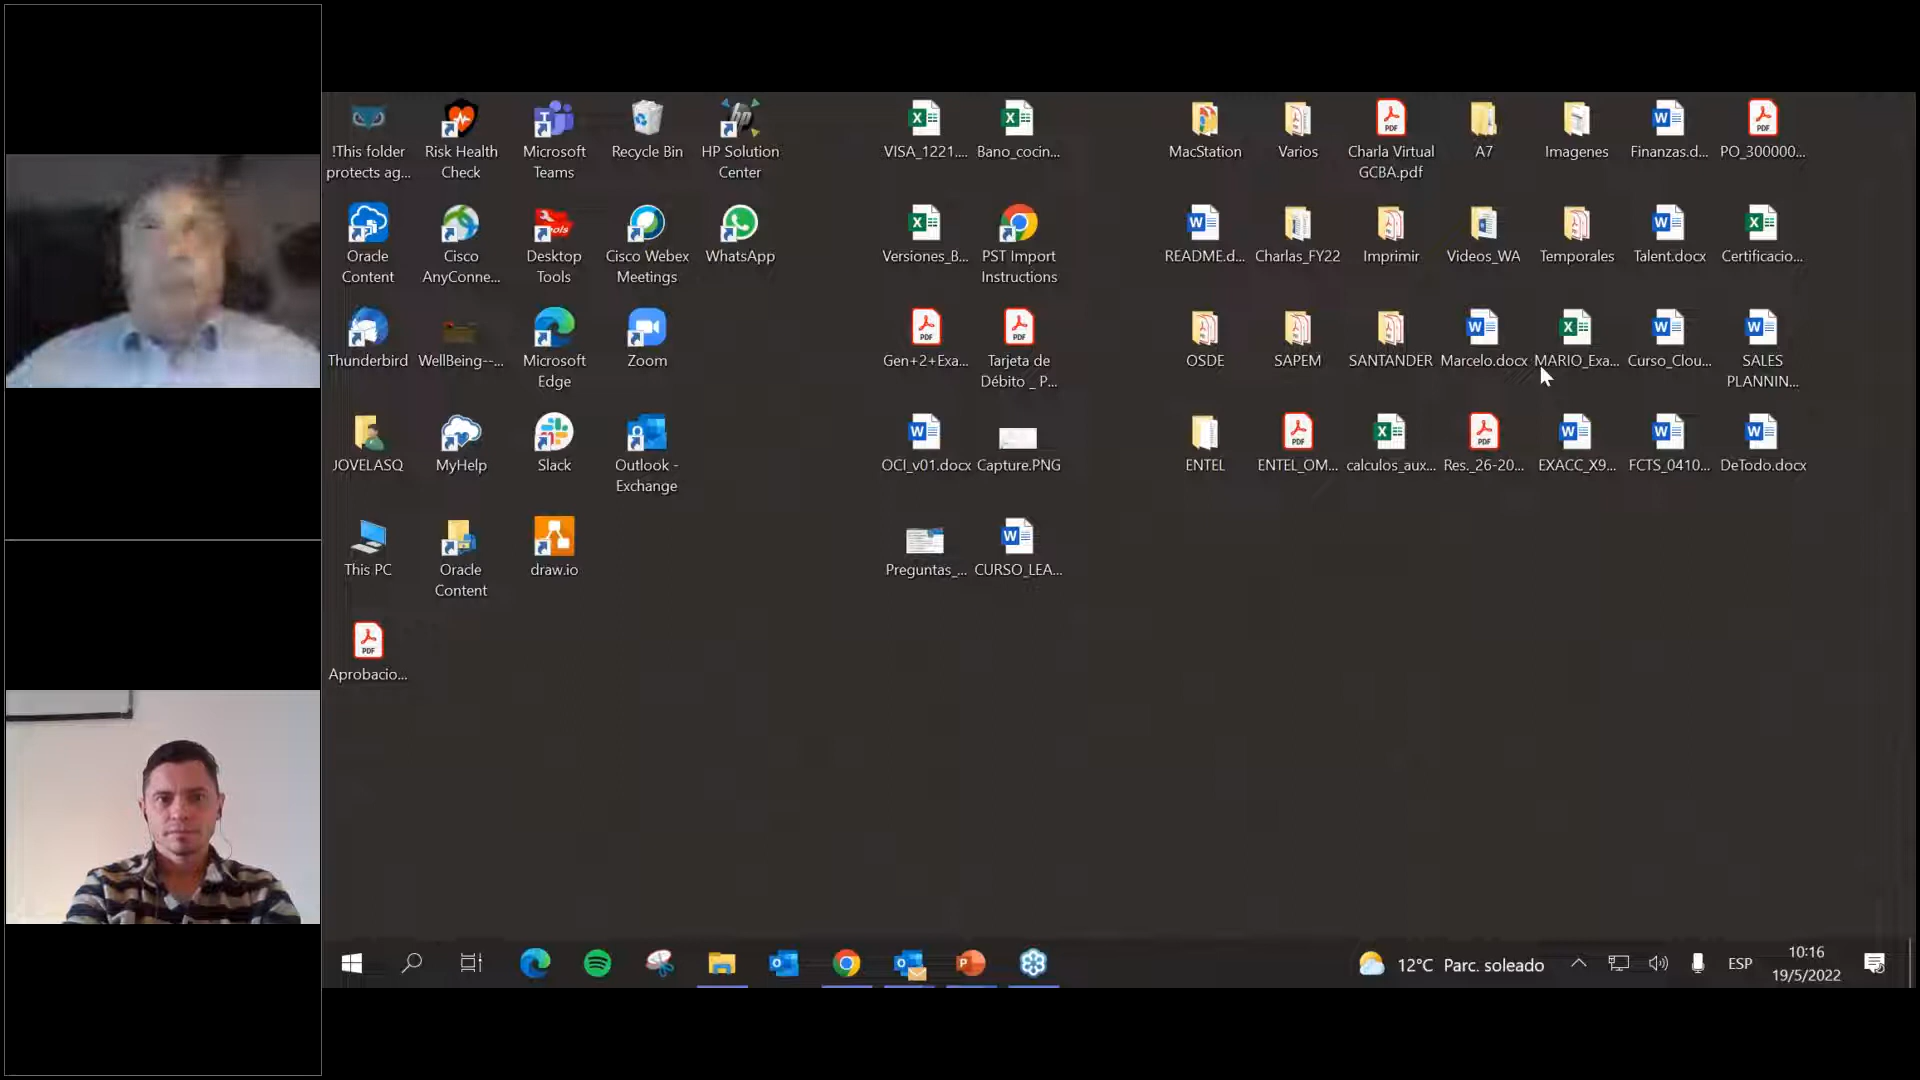 !This folder
protects ag...
Risk Health
Check
Microsoft
Teams
Recycle Bin
HP Solution
Center
VISA_1221....
Bano_cocin...
MacStation
Varios
Charla Virtual
GCBA.pdf
A7
Imagenes
Finanzas.d...
PO_300000...
Oracle
Content
Cisco
AnyConne...
Desktop
Tools
Cisco Webex
Meetings
WhatsApp
Versiones_B...
PST Import
Instructions
README.d...
Charlas_FY22
Imprimir
Videos_WA
Temporales
Talent.docx
Certificacio...
Thunderbird
WellBeing--...
Microsoft
Edge
Zoom
Gen+2+Exa...
Tarjeta de
Débito _ P...
OSDE
SAPEM
SANTANDER
Marcelo.docx
MARIO_Exa...
Curso_Clou...
SALES
PLANNIN...
JOVELASQ
MyHelp
Slack
Outlook -
Exchange
OCI_v01.docx
Capture.PNG
ENTEL
ENTEL_OM...
calculos_aux...
Res._26-20...
EXACC_X9...
FCTS_0410...
DeTodo.docx
This PC
Oracle
Content
draw.io
Preguntas_...
CURSO_LEA...
Aprobacio...
12°C Parc. soleado
ESP
10:16
19/5/2022